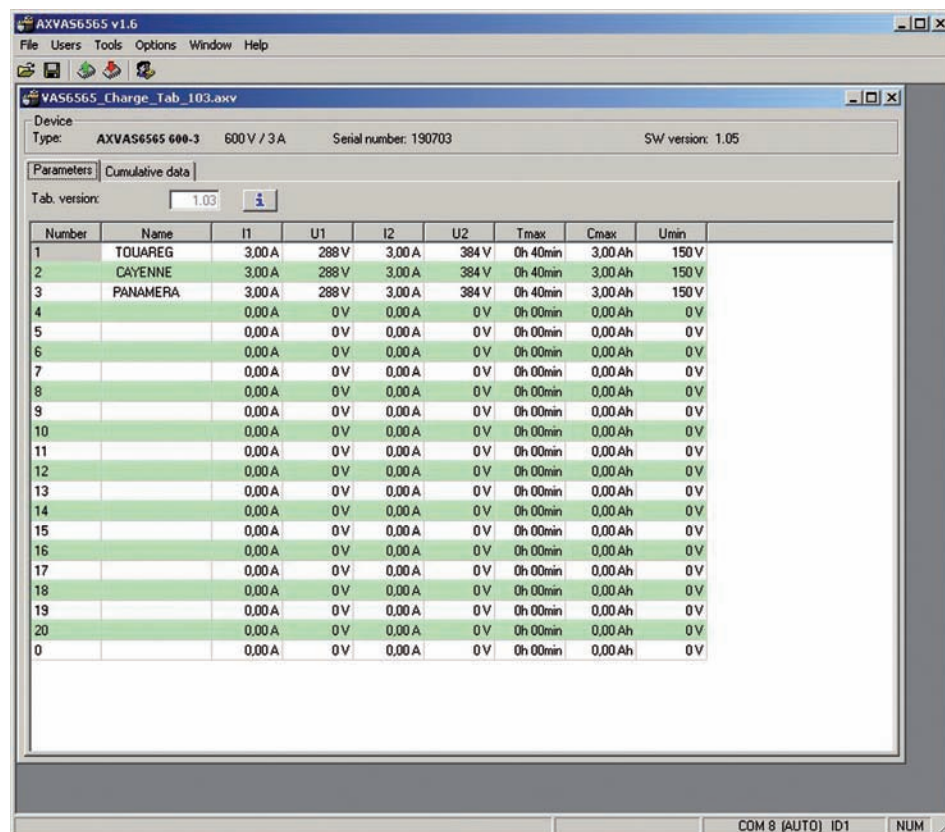 AXVAS6565 v1.6
File Users Tools Options Window Help
VAS6565_Charge_Tab_103.axv
Device
Type: AXVAS6565 600-3 600 V / 3 A Serial number: 190703 SW version: 1.05
Parameters Cumulative data
Tab. version: 1.03 i
Number Name I1 U1 I2 U2 Tmax Cmax Umin
1 TOUAREG 3,00 A 288 V 3,00 A 384 V 0h 40min 3,00 Ah 150 V
2 CAYENNE 3,00 A 288 V 3,00 A 384 V 0h 40min 3,00 Ah 150 V
3 PANAMERA 3,00 A 288 V 3,00 A 384 V 0h 40min 3,00 Ah 150 V
4 0,00 A 0 V 0,00 A 0 V 0h 00min 0,00 Ah 0 V
5 0,00 A 0 V 0,00 A 0 V 0h 00min 0,00 Ah 0 V
6 0,00 A 0 V 0,00 A 0 V 0h 00min 0,00 Ah 0 V
7 0,00 A 0 V 0,00 A 0 V 0h 00min 0,00 Ah 0 V
8 0,00 A 0 V 0,00 A 0 V 0h 00min 0,00 Ah 0 V
9 0,00 A 0 V 0,00 A 0 V 0h 00min 0,00 Ah 0 V
10 0,00 A 0 V 0,00 A 0 V 0h 00min 0,00 Ah 0 V
11 0,00 A 0 V 0,00 A 0 V 0h 00min 0,00 Ah 0 V
12 0,00 A 0 V 0,00 A 0 V 0h 00min 0,00 Ah 0 V
13 0,00 A 0 V 0,00 A 0 V 0h 00min 0,00 Ah 0 V
14 0,00 A 0 V 0,00 A 0 V 0h 00min 0,00 Ah 0 V
15 0,00 A 0 V 0,00 A 0 V 0h 00min 0,00 Ah 0 V
16 0,00 A 0 V 0,00 A 0 V 0h 00min 0,00 Ah 0 V
17 0,00 A 0 V 0,00 A 0 V 0h 00min 0,00 Ah 0 V
18 0,00 A 0 V 0,00 A 0 V 0h 00min 0,00 Ah 0 V
19 0,00 A 0 V 0,00 A 0 V 0h 00min 0,00 Ah 0 V
20 0,00 A 0 V 0,00 A 0 V 0h 00min 0,00 Ah 0 V
0 0,00 A 0 V 0,00 A 0 V 0h 00min 0,00 Ah 0 V
COM 8 (AUTO) ID1 NUM